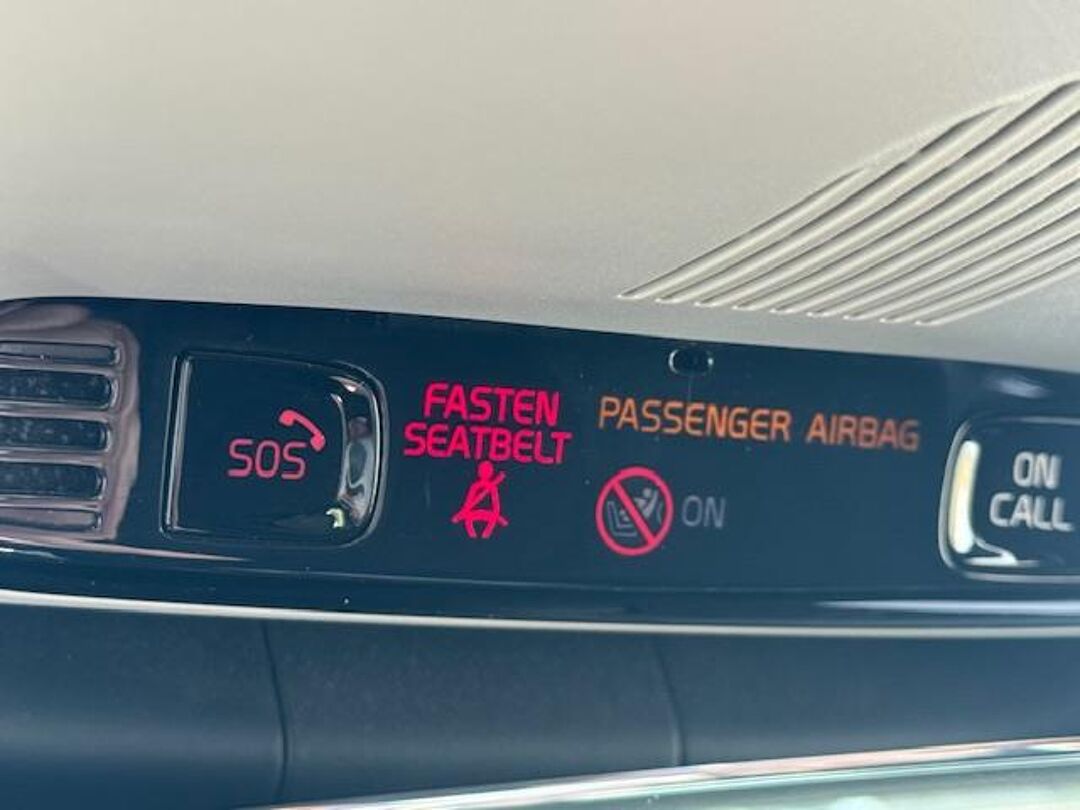 SOS
FASTEN
SEATBELT
PASSENGER AIRBAG
ON
ON
CALL